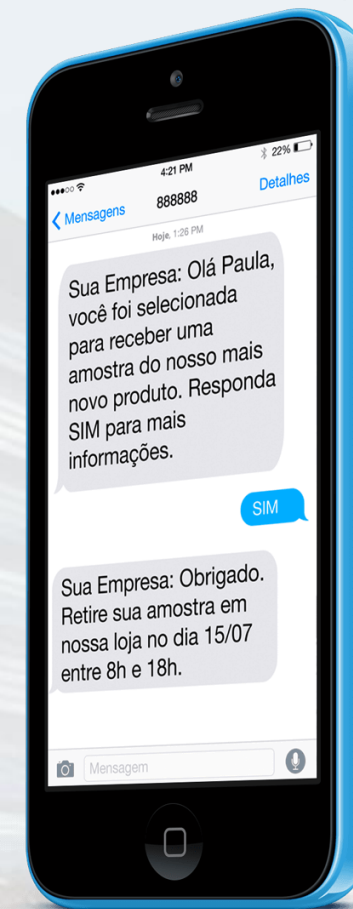 4:21 PM
22%
Mensagens
888888
Detalhes
Hoje, 1:26 PM
Sua Empresa: Olá Paula,
você foi selecionada
para receber uma
amostra do nosso mais
novo produto. Responda
SIM para mais
informações.
SIM
Sua Empresa: Obrigado.
Retire sua amostra em
nossa loja no dia 15/07
entre 8h e 18h.
Mensagem